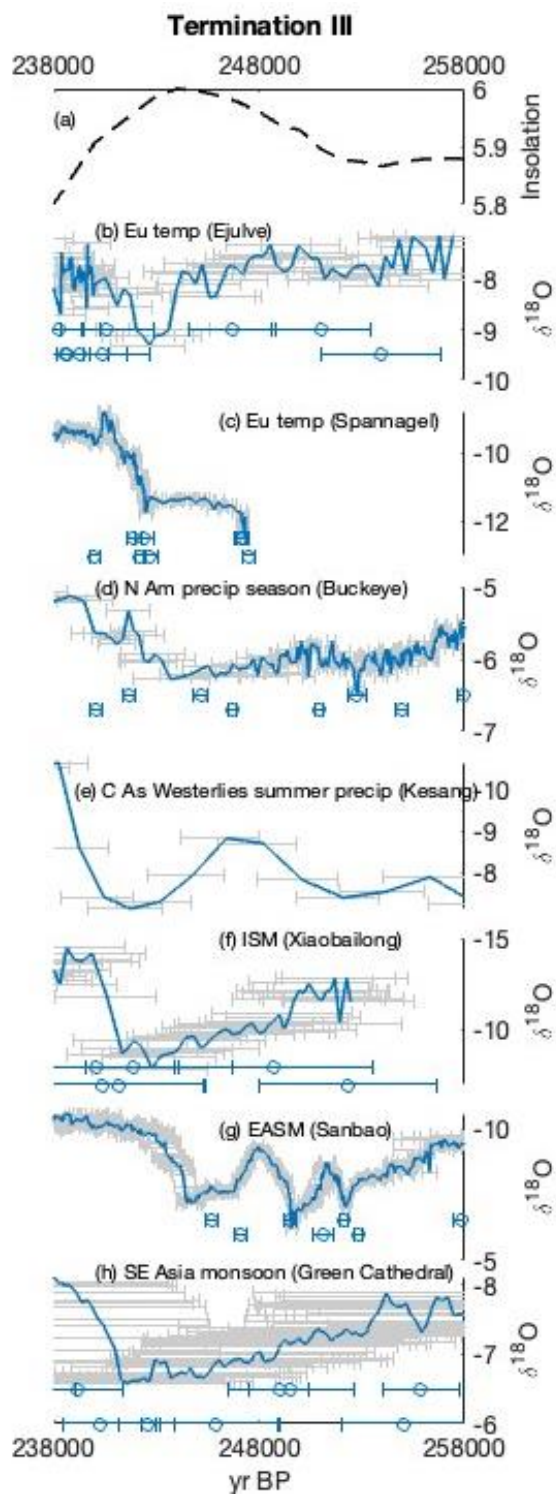 Termination III
238000 248000 258000
(a)
6
5.9
5.8
Insolation
(b) Eu temp (Ejulve)
-8
-9
-10
δ18O
(c) Eu temp (Spannagel)
-10
-12
δ18O
(d) N Am precip season (Buckeye)
-5
-6
-7
δ18O
(e) C As Westerlies summer precip (Kesang)
-10
-9
-8
δ18O
(f) ISM (Xiaobailong)
-15
-10
δ18O
(g) EASM (Sanbao)
-10
-5
δ18O
(h) SE Asia monsoon (Green Cathedral)
-8
-7
-6
δ18O
238000 248000 258000
yr BP